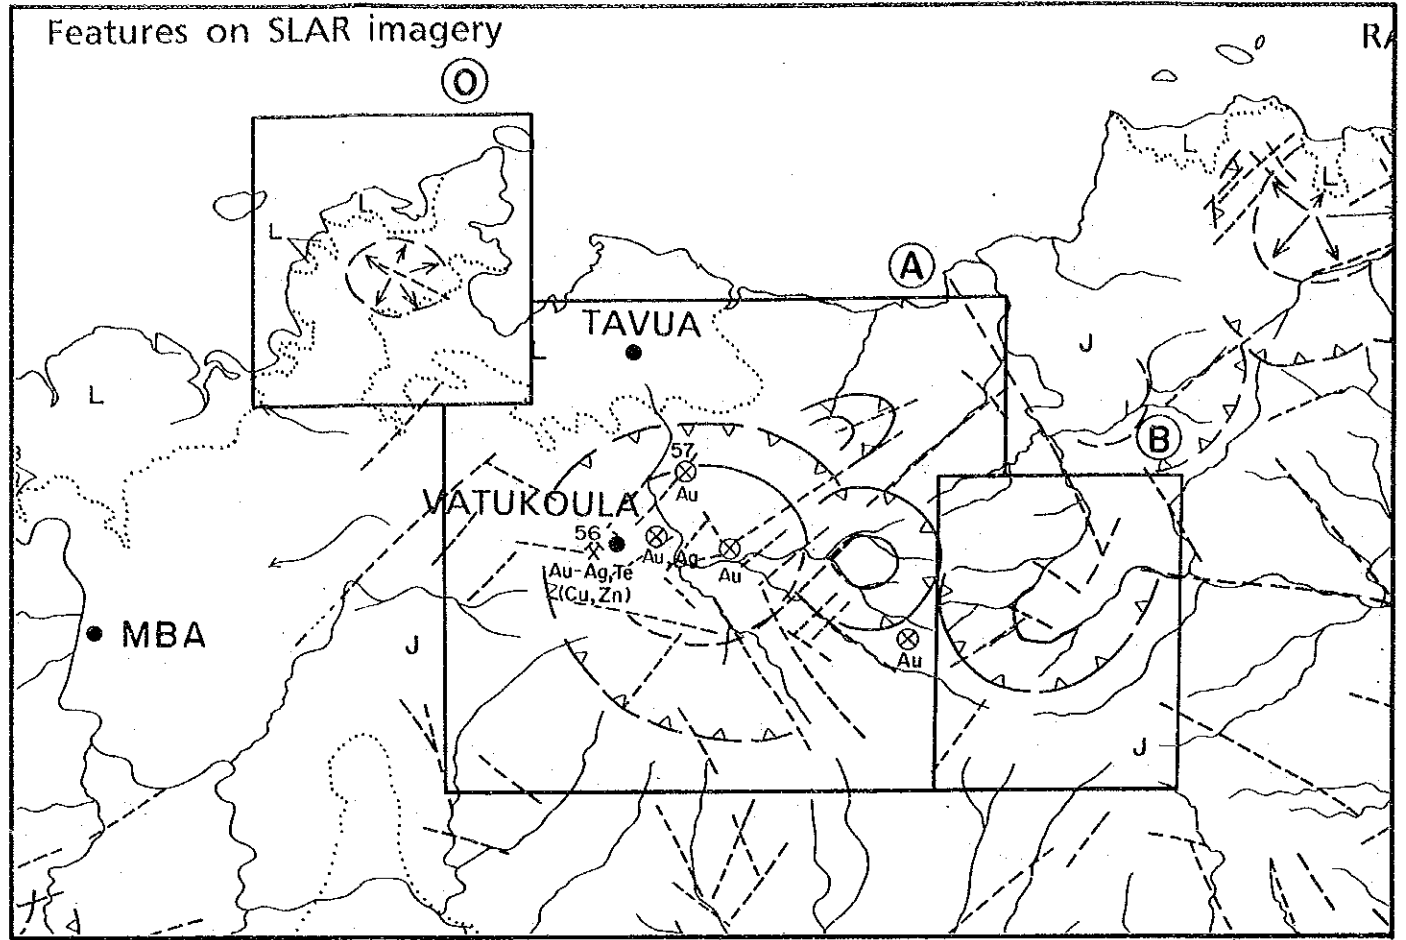 Features on SLAR imagery
RA
O
L
L
L
A
L
L
TAVUA
J
L
L
B
57
Au
VATUKOULA
56
Au
Ag
Au
Au-Ag,Te
(Cu,Zn)
MBA
J
Au
J